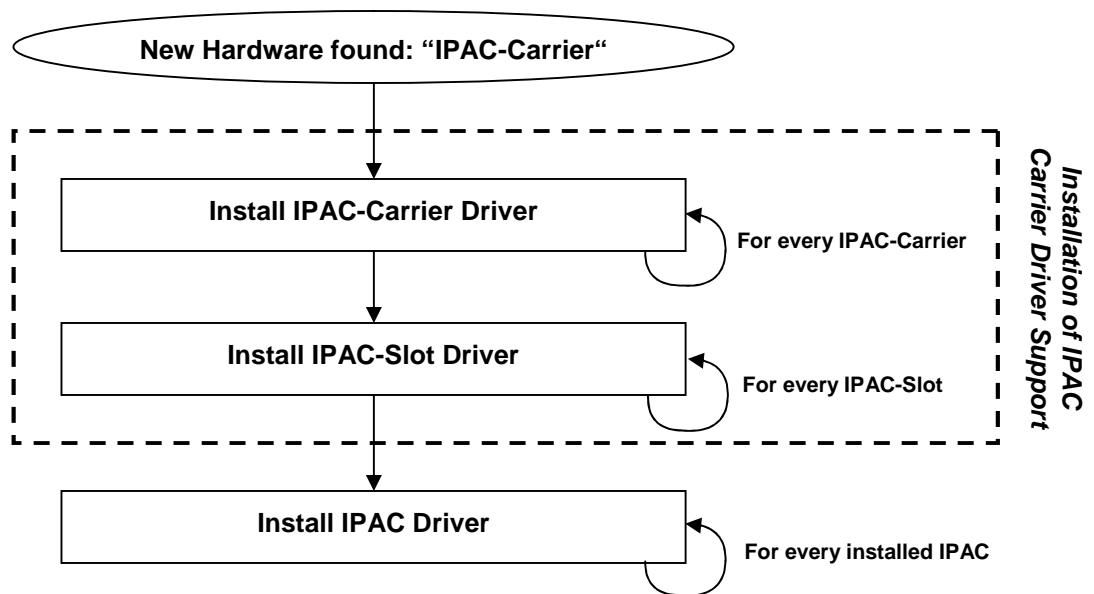 New Hardware found: “IPAC-Carrier“
Install IPAC-Carrier Driver
For every IPAC-Carrier
Install IPAC-Slot Driver
For every IPAC-Slot
Installation of IPAC
Carrier Driver Support
Install IPAC Driver
For every installed IPAC